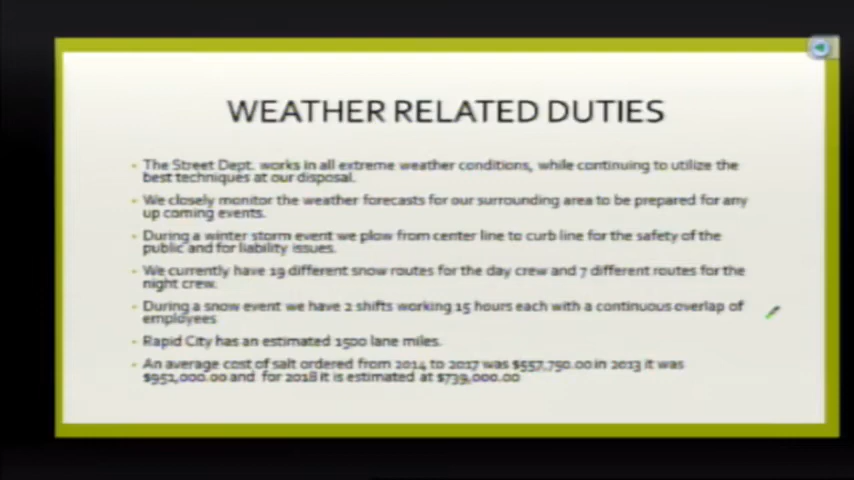 WEATHER RELATED DUTIES
The Street Dept. works in all extreme weather conditions, while continuing to utilize the
best techniques at our disposal.
We closely monitor the weather forecasts for our surrounding area to be prepared for any
up coming events.
During a winter storm event we plow from center line to curb line for the safety of the
public and for liability issues.
We currently have 19 different snow routes for the day crew and 7 different routes for the
night crew.
During a snow event we have 2 shifts working 15 hours each with a continuous overlap of
employees
Rapid City has an estimated 1500 lane miles.
An average cost of salt ordered from 2014 to 2017 was $557,750.00 in 2013 it was
$951,000.00 and for 2018 it is estimated at $739,000.00